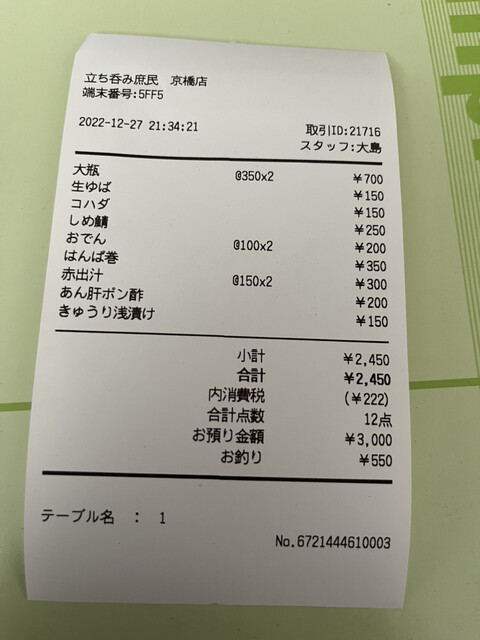 立ち呑み庶民 京橋店
端末番号:5FF5
2022-12-27 21:34:21 取引ID:21716
スタッフ:大島
大瓶 @350x2 ¥700
生ゆば ¥150
コハダ ¥150
しめ鯖 ¥250
おでん @100x2 ¥200
はんぱ巻 ¥350
赤出汁 @150x2 ¥300
あん肝ポン酢 ¥200
きゅうり浅漬け ¥150
小計 ¥2,450
合計 ¥2,450
内消費税 (¥222)
合計点数 12点
お預り金額 ¥3,000
お釣り ¥550
テーブル名 : 1
No.6721444610003